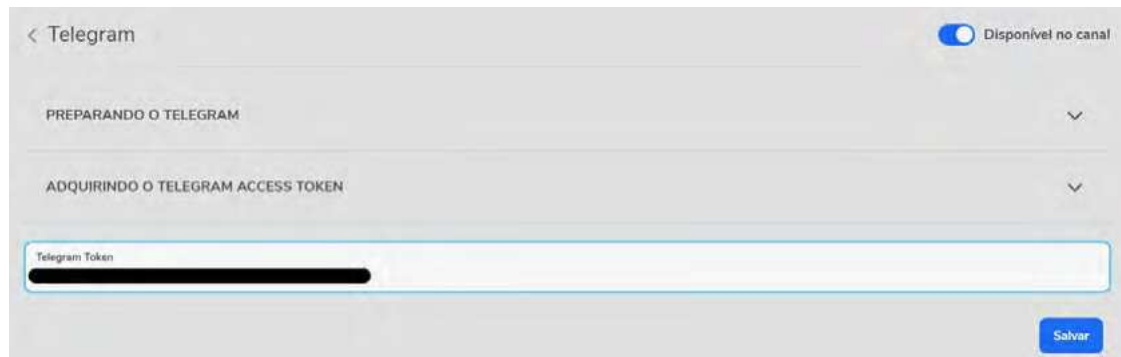 Telegram
Disponível no canal
PREPARANDO O TELEGRAM
ADQUIRINDO O TELEGRAM ACCESS TOKEN
Telegram Token
Salvar